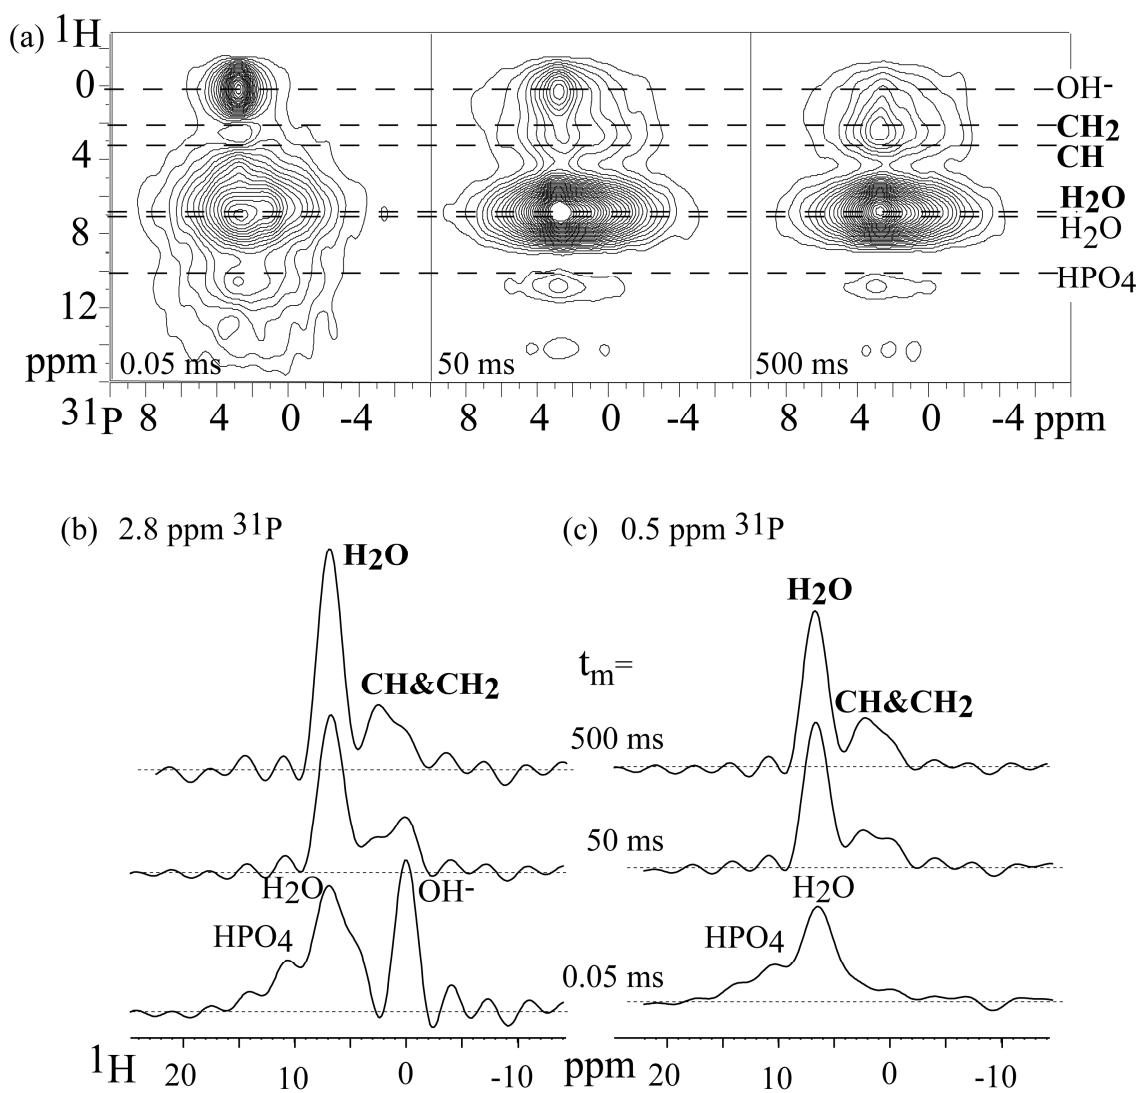 (a) 1H
0
4
8
12
ppm
OH-
CH2
CH
H2O
H2O
HPO4
0.05 ms 50 ms 500 ms
31P 8 4 0 -4 8 4 0 -4 8 4 0 -4 ppm
(b) 2.8 ppm 31P (c) 0.5 ppm 31P
H2O
H2O
tm=
CH&CH2
CH&CH2
500 ms
50 ms
H2O OH-
H2O
HPO4
HPO4
0.05 ms
1H 20 10 0 -10 ppm 20 10 0 -10